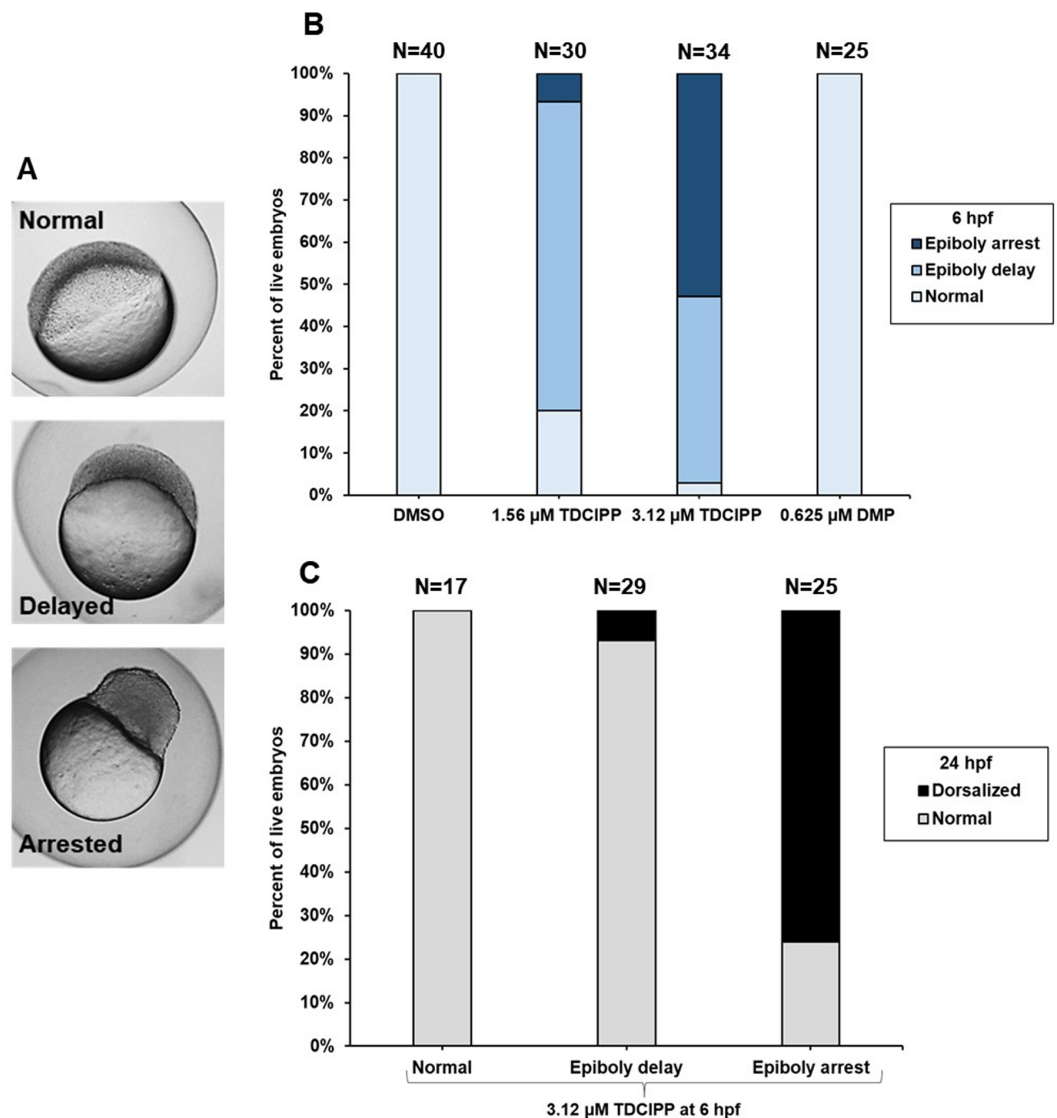 A
Normal
Delayed
Arrested
B
N=40 N=30 N=34 N=25
100%
90%
80%
70%
60%
50%
40%
30%
20%
10%
0%
Percent of live embryos
DMSO 1.56 µM TDCIPP 3.12 µM TDCIPP 0.625 µM DMP
6 hpf
Epiboly arrest
Epiboly delay
Normal
C
N=17 N=29 N=25
100%
90%
80%
70%
60%
50%
40%
30%
20%
10%
0%
Percent of live embryos
Normal Epiboly delay Epiboly arrest
3.12 µM TDCIPP at 6 hpf
24 hpf
Dorsalized
Normal